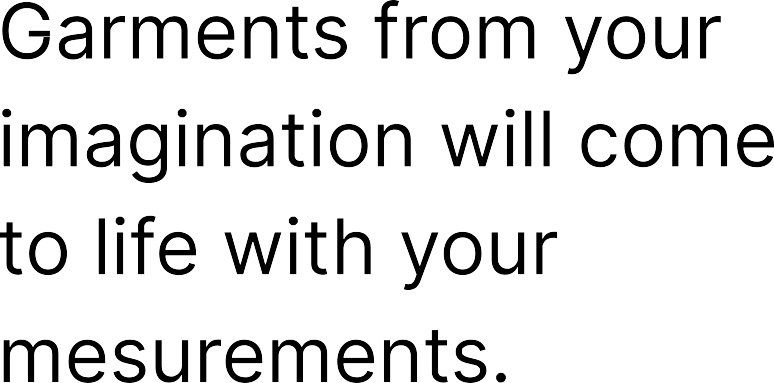 Garments from your
imagination will come
to life with your
mesurements.